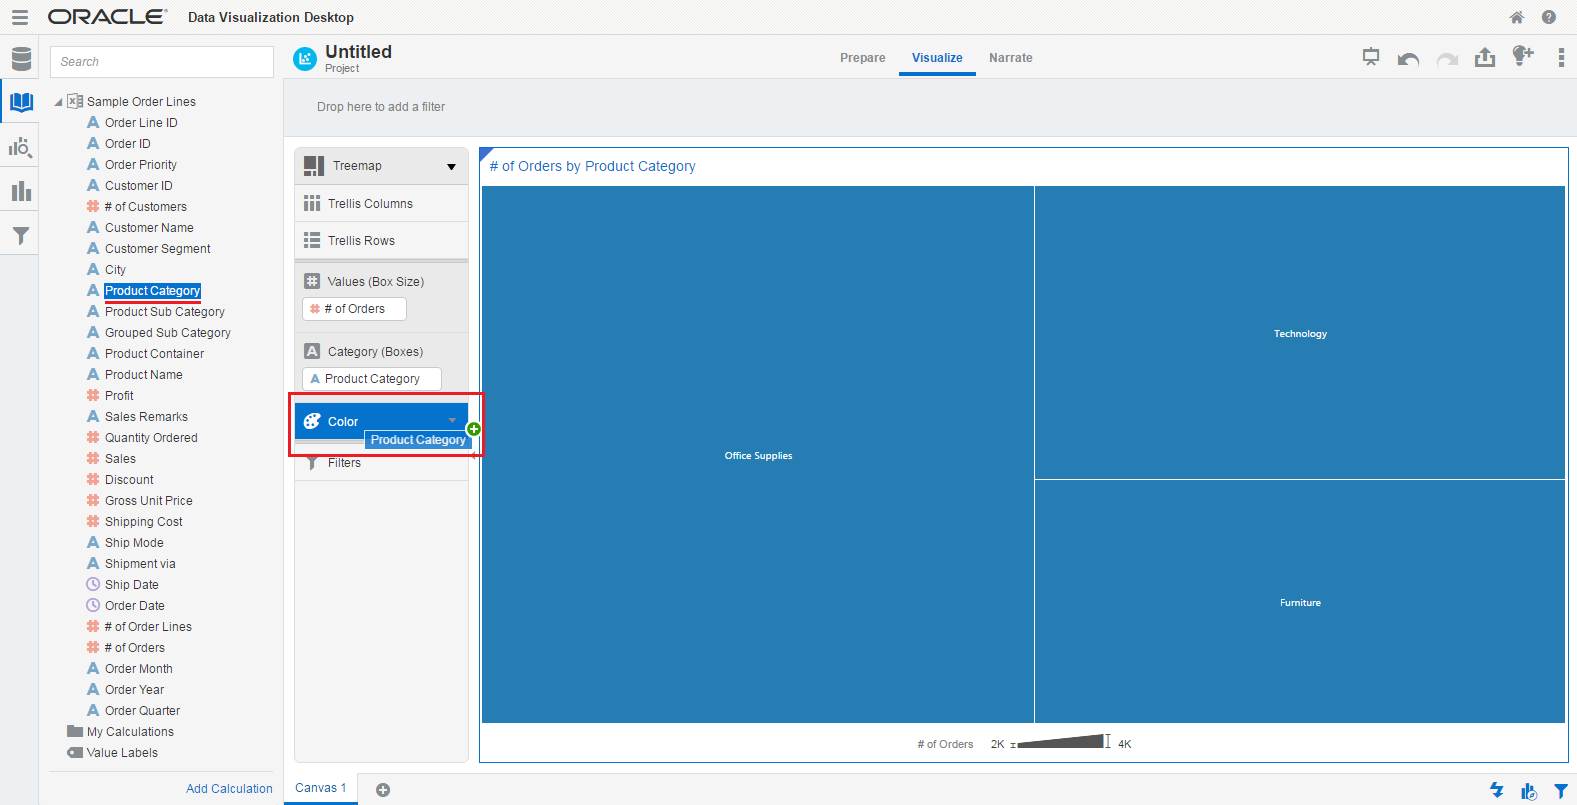 ORACLE
Data Visualization Desktop
Search
Untitled
Project
Prepare
Visualize
Narrate
Sample Order Lines
Order Line ID
Order ID
Order Priority
Customer ID
# of Customers
Customer Name
Customer Segment
City
Product Category
Product Sub Category
Grouped Sub Category
Product Container
Product Name
Profit
Sales Remarks
Quantity Ordered
Sales
Discount
Gross Unit Price
Shipping Cost
Ship Mode
Shipment via
Ship Date
Order Date
# of Order Lines
# of Orders
Order Month
Order Year
Order Quarter
My Calculations
Value Labels
Add Calculation
Drop here to add a filter
Treemap
Trellis Columns
Trellis Rows
Values (Box Size)
# of Orders
Category (Boxes)
Product Category
Color
Product Category
Filters
# of Orders by Product Category
Office Supplies
Technology
Furniture
# of Orders 2K 4K
Canvas 1